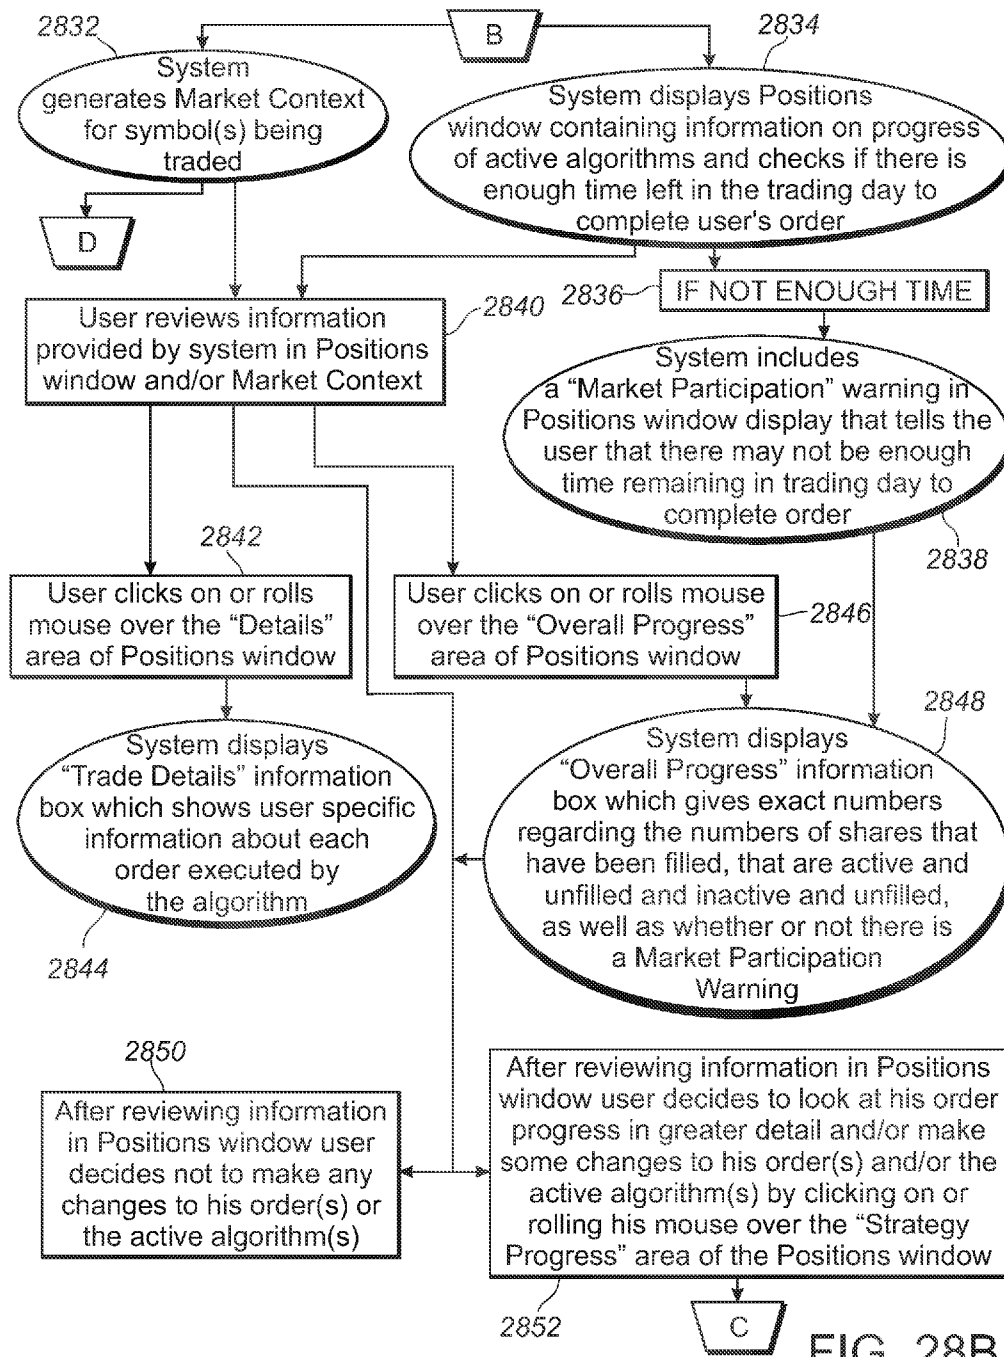 2832
B
2834
System
generates Market Context
for symbol(s) being
traded
System displays Positions
window containing information on progress
of active algorithms and checks if there is
enough time left in the trading day to
complete user's order
D
2836
IF NOT ENOUGH TIME
2840
User reviews information
provided by system in Positions
window and/or Market Context
System includes
a “Market Participation” warning in
Positions window display that tells the
user that there may not be enough
time remaining in trading day to
complete order
2838
2842
User clicks on or rolls
mouse over the “Details”
area of Positions window
User clicks on or rolls mouse
over the “Overall Progress”
area of Positions window
2846
System displays
“Trade Details” information
box which shows user specific
information about each
order executed by
the algorithm
2844
2848
System displays
“Overall Progress” information
box which gives exact numbers
regarding the numbers of shares that
have been filled, that are active and
unfilled and inactive and unfilled,
as well as whether or not there is
a Market Participation
Warning
2850
After reviewing information
in Positions window user
decides not to make any
changes to his order(s) or
the active algorithm(s)
After reviewing information in Positions
window user decides to look at his order
progress in greater detail and/or make
some changes to his order(s) and/or the
active algorithm(s) by clicking on or
rolling his mouse over the “Strategy
Progress” area of the Positions window
2852
C
FIG. 28B